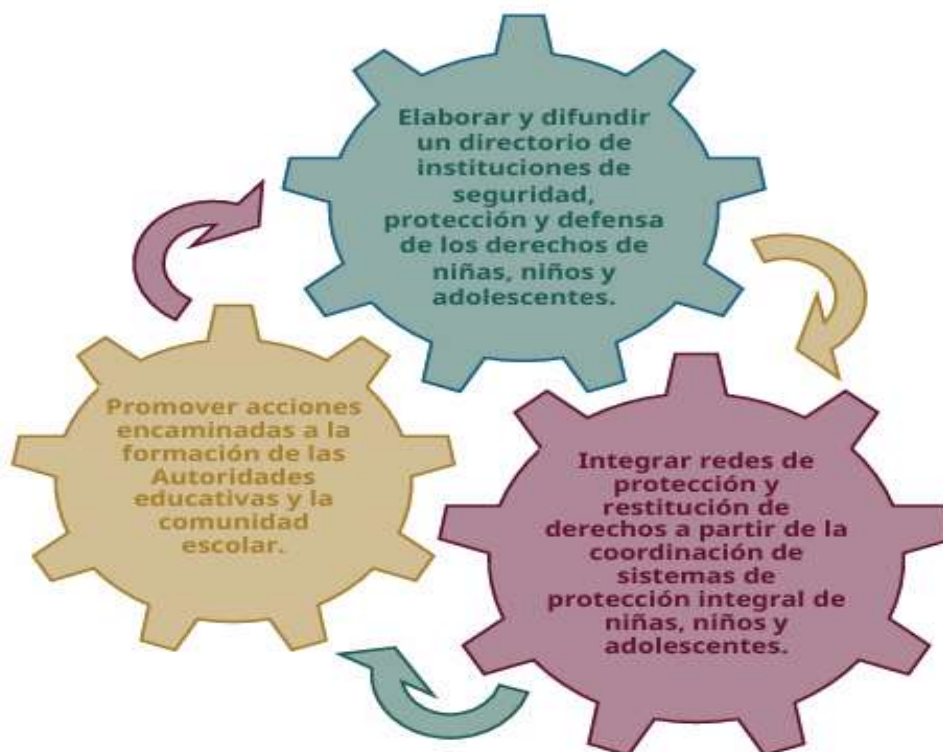 Elaborar y difundir
un directorio de
instituciones de
seguridad,
protección y defensa
de los derechos de
niñas, niños y
adolescentes.
Promover acciones
encaminadas a la
formación de las
Autoridades
educativas y la
comunidad
escolar.
Integrar redes de
protección y
restitución de
derechos a partir de la
coordinación de
sistemas de
protección integral de
niñas, niños y
adolescentes.